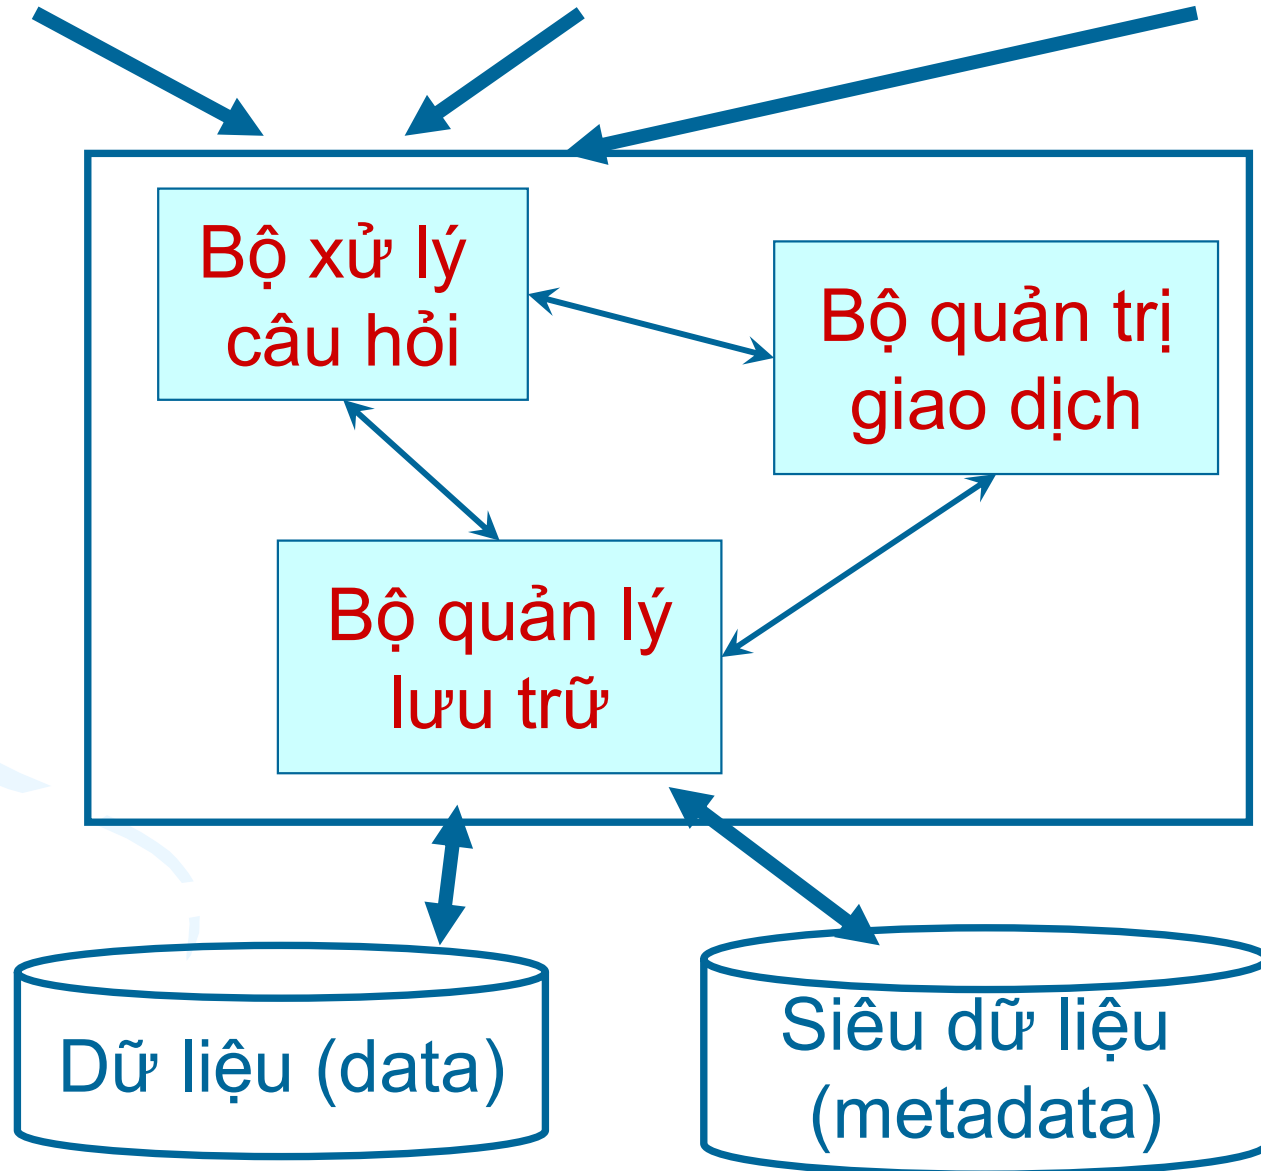 Bộ xử lý
câu hỏi
Bộ quản trị
giao dịch
Bộ quản lý
lưu trữ
Dữ liệu (data)
Siêu dữ liệu
(metadata)